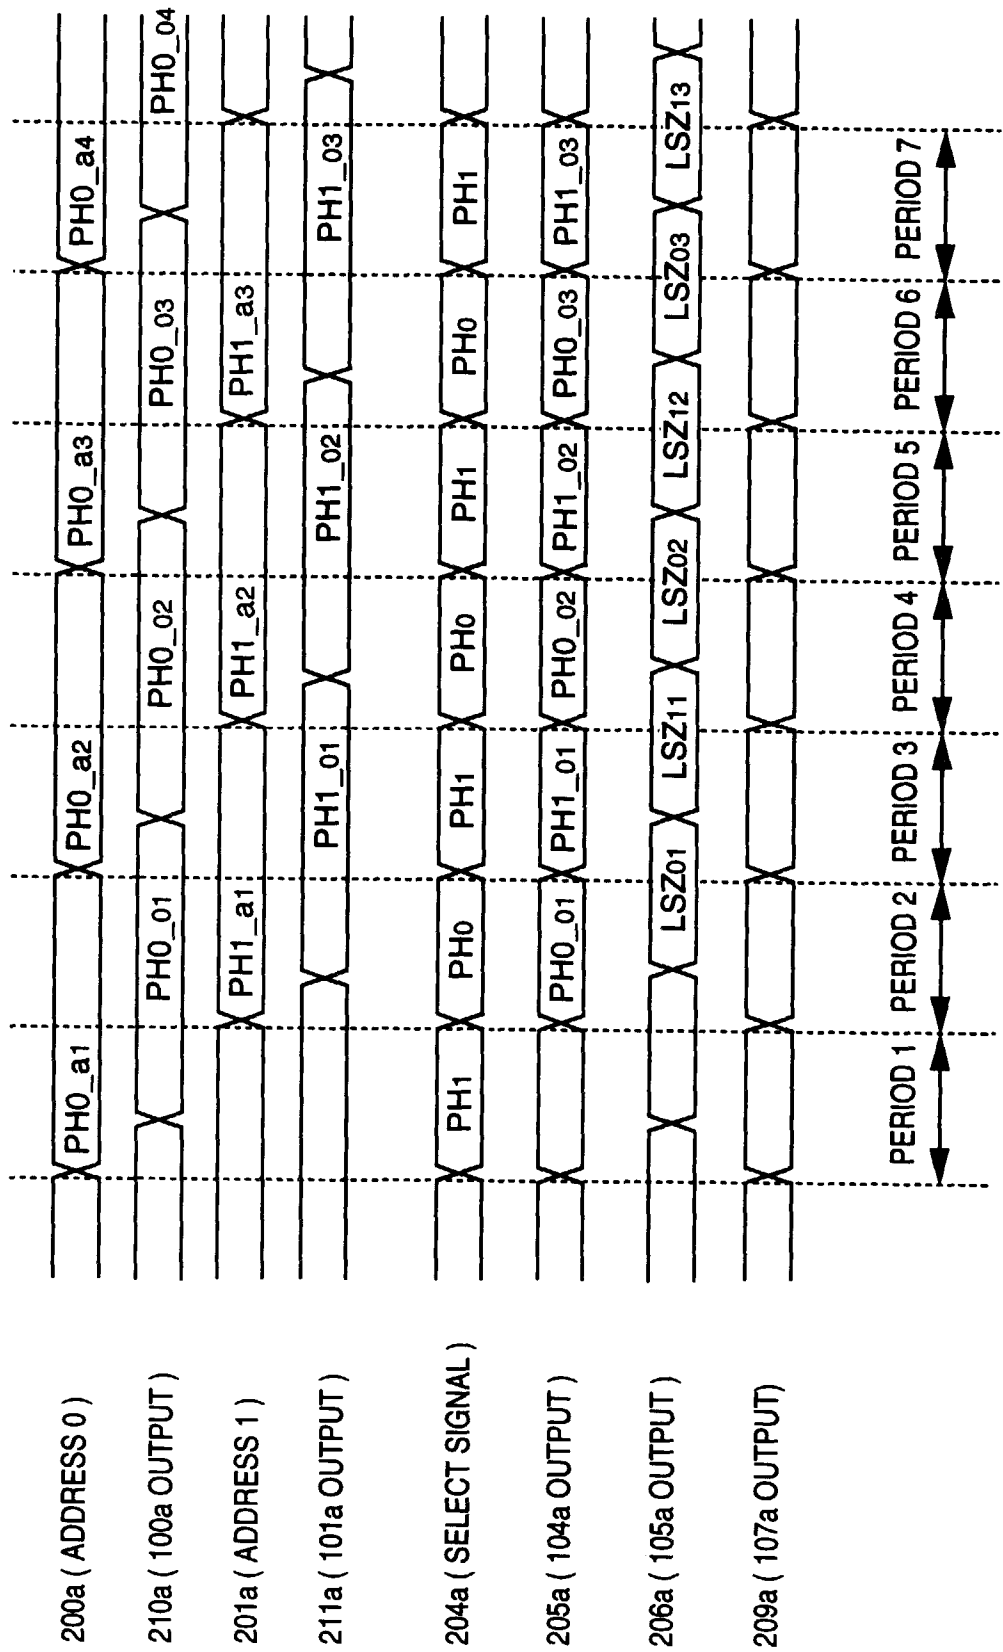 200a ( ADDRESS 0 ) PH0_a1 PH0_a2 PH0_a3 PH0_a4
210a ( 100a OUTPUT ) PH0_01 PH0_02 PH0_03 PH0_04
201a ( ADDRESS 1 ) PH1_a1 PH1_a2 PH1_a3
211a ( 101a OUTPUT ) PH1_01 PH1_02 PH1_03
204a ( SELECT SIGNAL ) PH1 PH0 PH1 PH0 PH1 PH0 PH1
205a ( 104a OUTPUT ) PH0_01 PH1_01 PH0_02 PH1_02 PH0_03 PH1_03
206a ( 105a OUTPUT ) LSZ01 LSZ11 LSZ02 LSZ12 LSZ03 LSZ13
209a ( 107a OUTPUT)
PERIOD 1 PERIOD 2 PERIOD 3 PERIOD 4 PERIOD 5 PERIOD 6 PERIOD 7